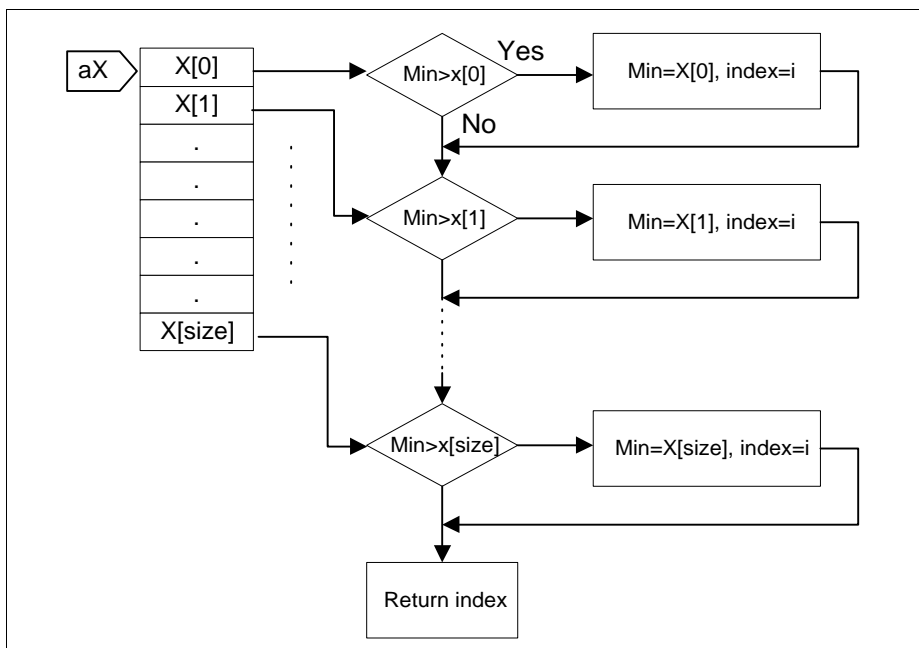 aX
X[0]
X[1]
.
.
.
.
.
X[size]
Min>x[0]
Yes
No
Min=X[0], index=i
Min>x[1]
Min=X[1], index=i
Min>x[size]
Min=X[size], index=i
Return index